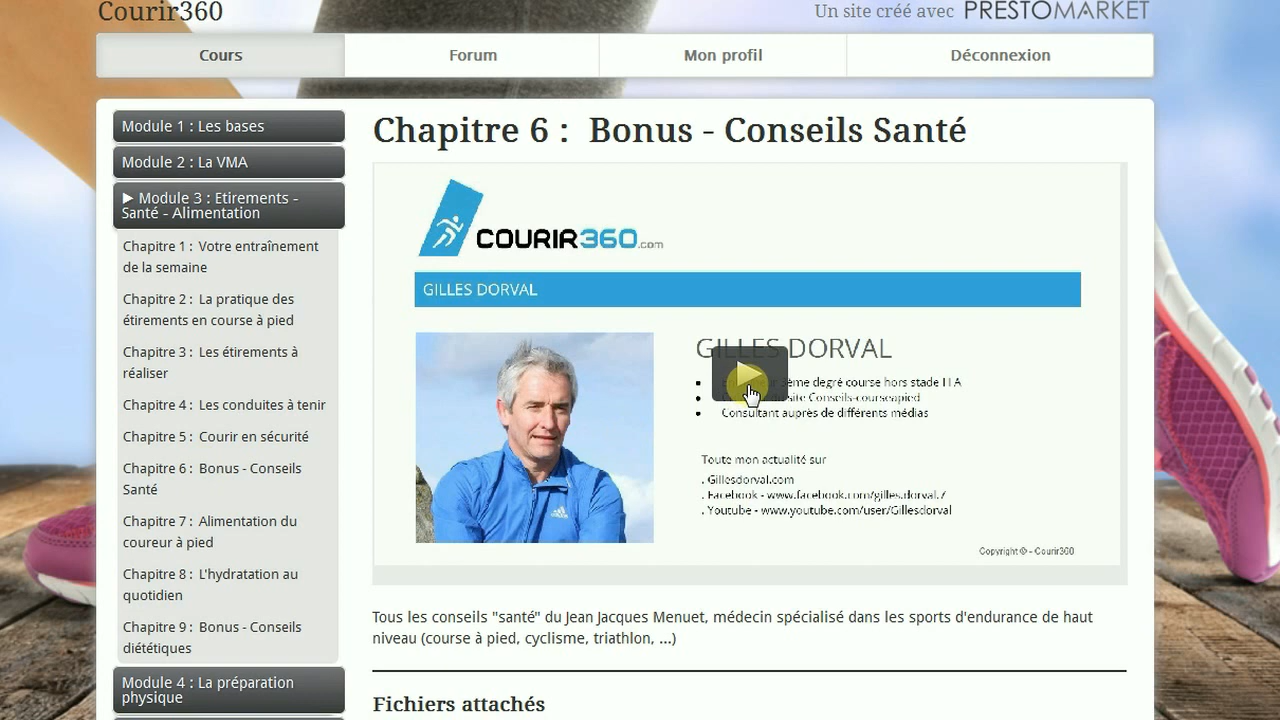 Courir360
Un site créé avec PRESTOMARKET
Cours
Forum
Mon profil
Déconnexion
Module 1 : Les bases
Module 2 : La VMA
▶ Module 3 : Etirements -
Santé - Alimentation
Chapitre 1 : Votre entraînement
de la semaine
Chapitre 2 : La pratique des
étirements en course à pied
Chapitre 3 : Les étirements à
réaliser
Chapitre 4 : Les conduites à tenir
Chapitre 5 : Courir en sécurité
Chapitre 6 : Bonus - Conseils
Santé
Chapitre 7 : Alimentation du
coureur à pied
Chapitre 8 : L'hydratation au
quotidien
Chapitre 9 : Bonus - Conseils
diététiques
Module 4 : La préparation
physique
Chapitre 6 : Bonus - Conseils Santé
COURIR360.com
GILLES DORVAL
GILLES DORVAL
degré course hors stade
site Conseils-courseapied
Consultant auprès de différents médias
Toute mon actualité sur
. Gillesdorval.com
. Facebook - www.facebook.com/gilles.dorval.7
. Youtube - www.youtube.com/user/Gillesdorval
Copyright © - Courir360
Tous les conseils "santé" du Jean Jacques Menuet, médecin spécialisé dans les sports d'endurance de haut
niveau (course à pied, cyclisme, triathlon, ...)
Fichiers attachés